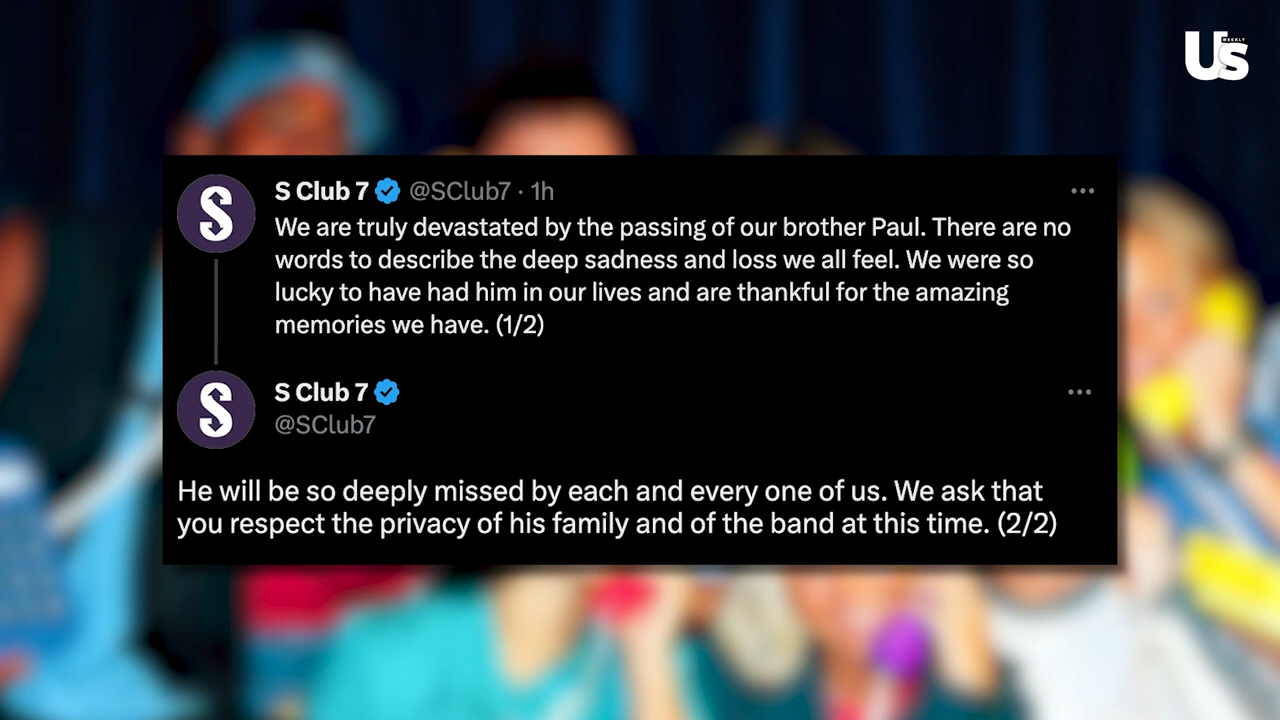 Us
WEEKLY
S Club 7 @SClub7 · 1h
We are truly devastated by the passing of our brother Paul. There are no
words to describe the deep sadness and loss we all feel. We were so
lucky to have had him in our lives and are thankful for the amazing
memories we have. (1/2)
S Club 7
@SClub7
He will be so deeply missed by each and every one of us. We ask that
you respect the privacy of his family and of the band at this time. (2/2)